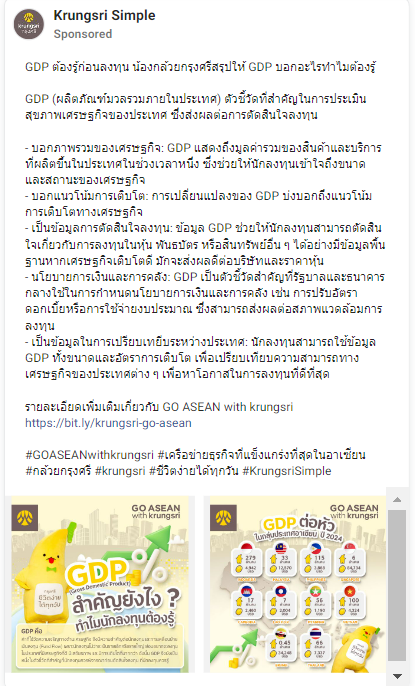 Krungsri Simple
Sponsored
krungsri
กรุงศรี
GDP ต้องรู้ก่อนลงทุน น้องกล้วยกรุงศรีสรุปให้ GDP บอกอะไรทำไมต้องรู้
GDP (ผลิตภัณฑ์มวลรวมภายในประเทศ) ตัวชี้วัดที่สำคัญในการประเมิน
สุขภาพเศรษฐกิจของประเทศ ซึ่งส่งผลต่อการตัดสินใจลงทุน
- บอกภาพรวมของเศรษฐกิจ: GDP แสดงถึงมูลค่ารวมของสินค้าและบริการ
ที่ผลิตขึ้นในประเทศในช่วงเวลาหนึ่ง ซึ่งช่วยให้นักลงทุนเข้าใจถึงขนาด
และสถานะของเศรษฐกิจ
- บอกแนวโน้มการเติบโต: การเปลี่ยนแปลงของ GDP บ่งบอกถึงแนวโน้ม
การเติบโตทางเศรษฐกิจ
- เป็นข้อมูลการตัดสินใจลงทุน: ข้อมูล GDP ช่วยให้นักลงทุนสามารถตัดสิน
ใจเกี่ยวกับการลงทุนในหุ้น พันธบัตร หรือสินทรัพย์อื่น ๆ ได้อย่างมีข้อมูลพื้น
ฐานหากเศรษฐกิจเติบโตดี มักจะส่งผลดีต่อบริษัทและราคาหุ้น
- นโยบายการเงินและการคลัง: GDP เป็นตัวชี้วัดสำคัญที่รัฐบาลและธนาคาร
กลางใช้ในการกำหนดนโยบายการเงินและการคลัง เช่น การปรับอัตรา
ดอกเบี้ยหรือการใช้จ่ายงบประมาณ ซึ่งสามารถส่งผลต่อสภาพแวดล้อมการ
ลงทุน
- เป็นข้อมูลในการเปรียบเทียบระหว่างประเทศ: นักลงทุนสามารถใช้ข้อมูล
GDP ทั้งขนาดและอัตราการเติบโต เพื่อเปรียบเทียบความสามารถทาง
เศรษฐกิจของประเทศต่าง ๆ เพื่อหาโอกาสในการลงทุนที่ดีที่สุด
รายละเอียดเพิ่มเติมเกี่ยวกับ GO ASEAN with krungsri
https://bit.ly/krungsri-go-asean
#GOASEANwithkrungsri #เครือข่ายธุรกิจที่แข็งแกร่งที่สุดในอาเซียน
#กล้วยกรุงศรี #krungsri #ชีวิตง่ายได้ทุกวัน #KrungsriSimple
GO ASEAN
with krungsri
GDP
(Gross Domestic Product)
สำคัญยังไง ?
ทำไมนักลงทุนต้องรู้
กรุงศรี
ชีวิตง่าย
ได้ทุกวัน
GDP คือ
GO ASEAN
with krungsri
GDP ต่อหัว
ในกลุ่มประเทศอาเซียน ปี 2024
279
33
115
6
17
7
56
100
0.45
66